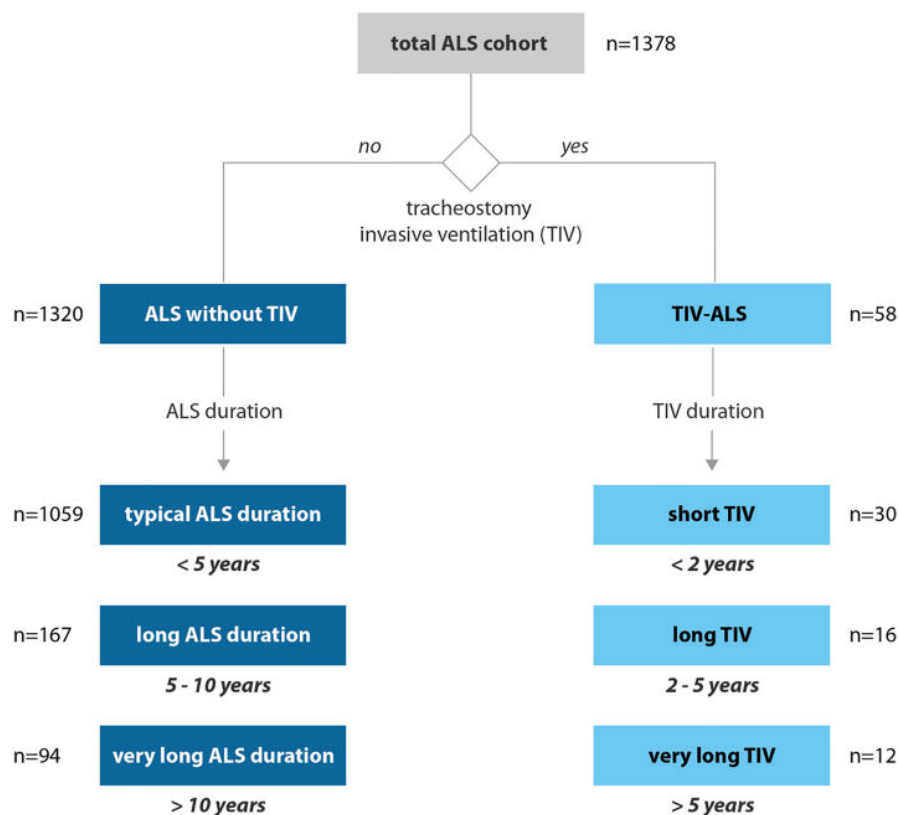 total ALS cohort n=1378
no yes
tracheostomy
invasive ventilation (TIV)
n=1320 ALS without TIV TIV-ALS n=58
ALS duration TIV duration
n=1059 typical ALS duration short TIV n=30
< 5 years < 2 years
n=167 long ALS duration long TIV n=16
5 - 10 years 2 - 5 years
n=94 very long ALS duration very long TIV n=12
> 10 years > 5 years